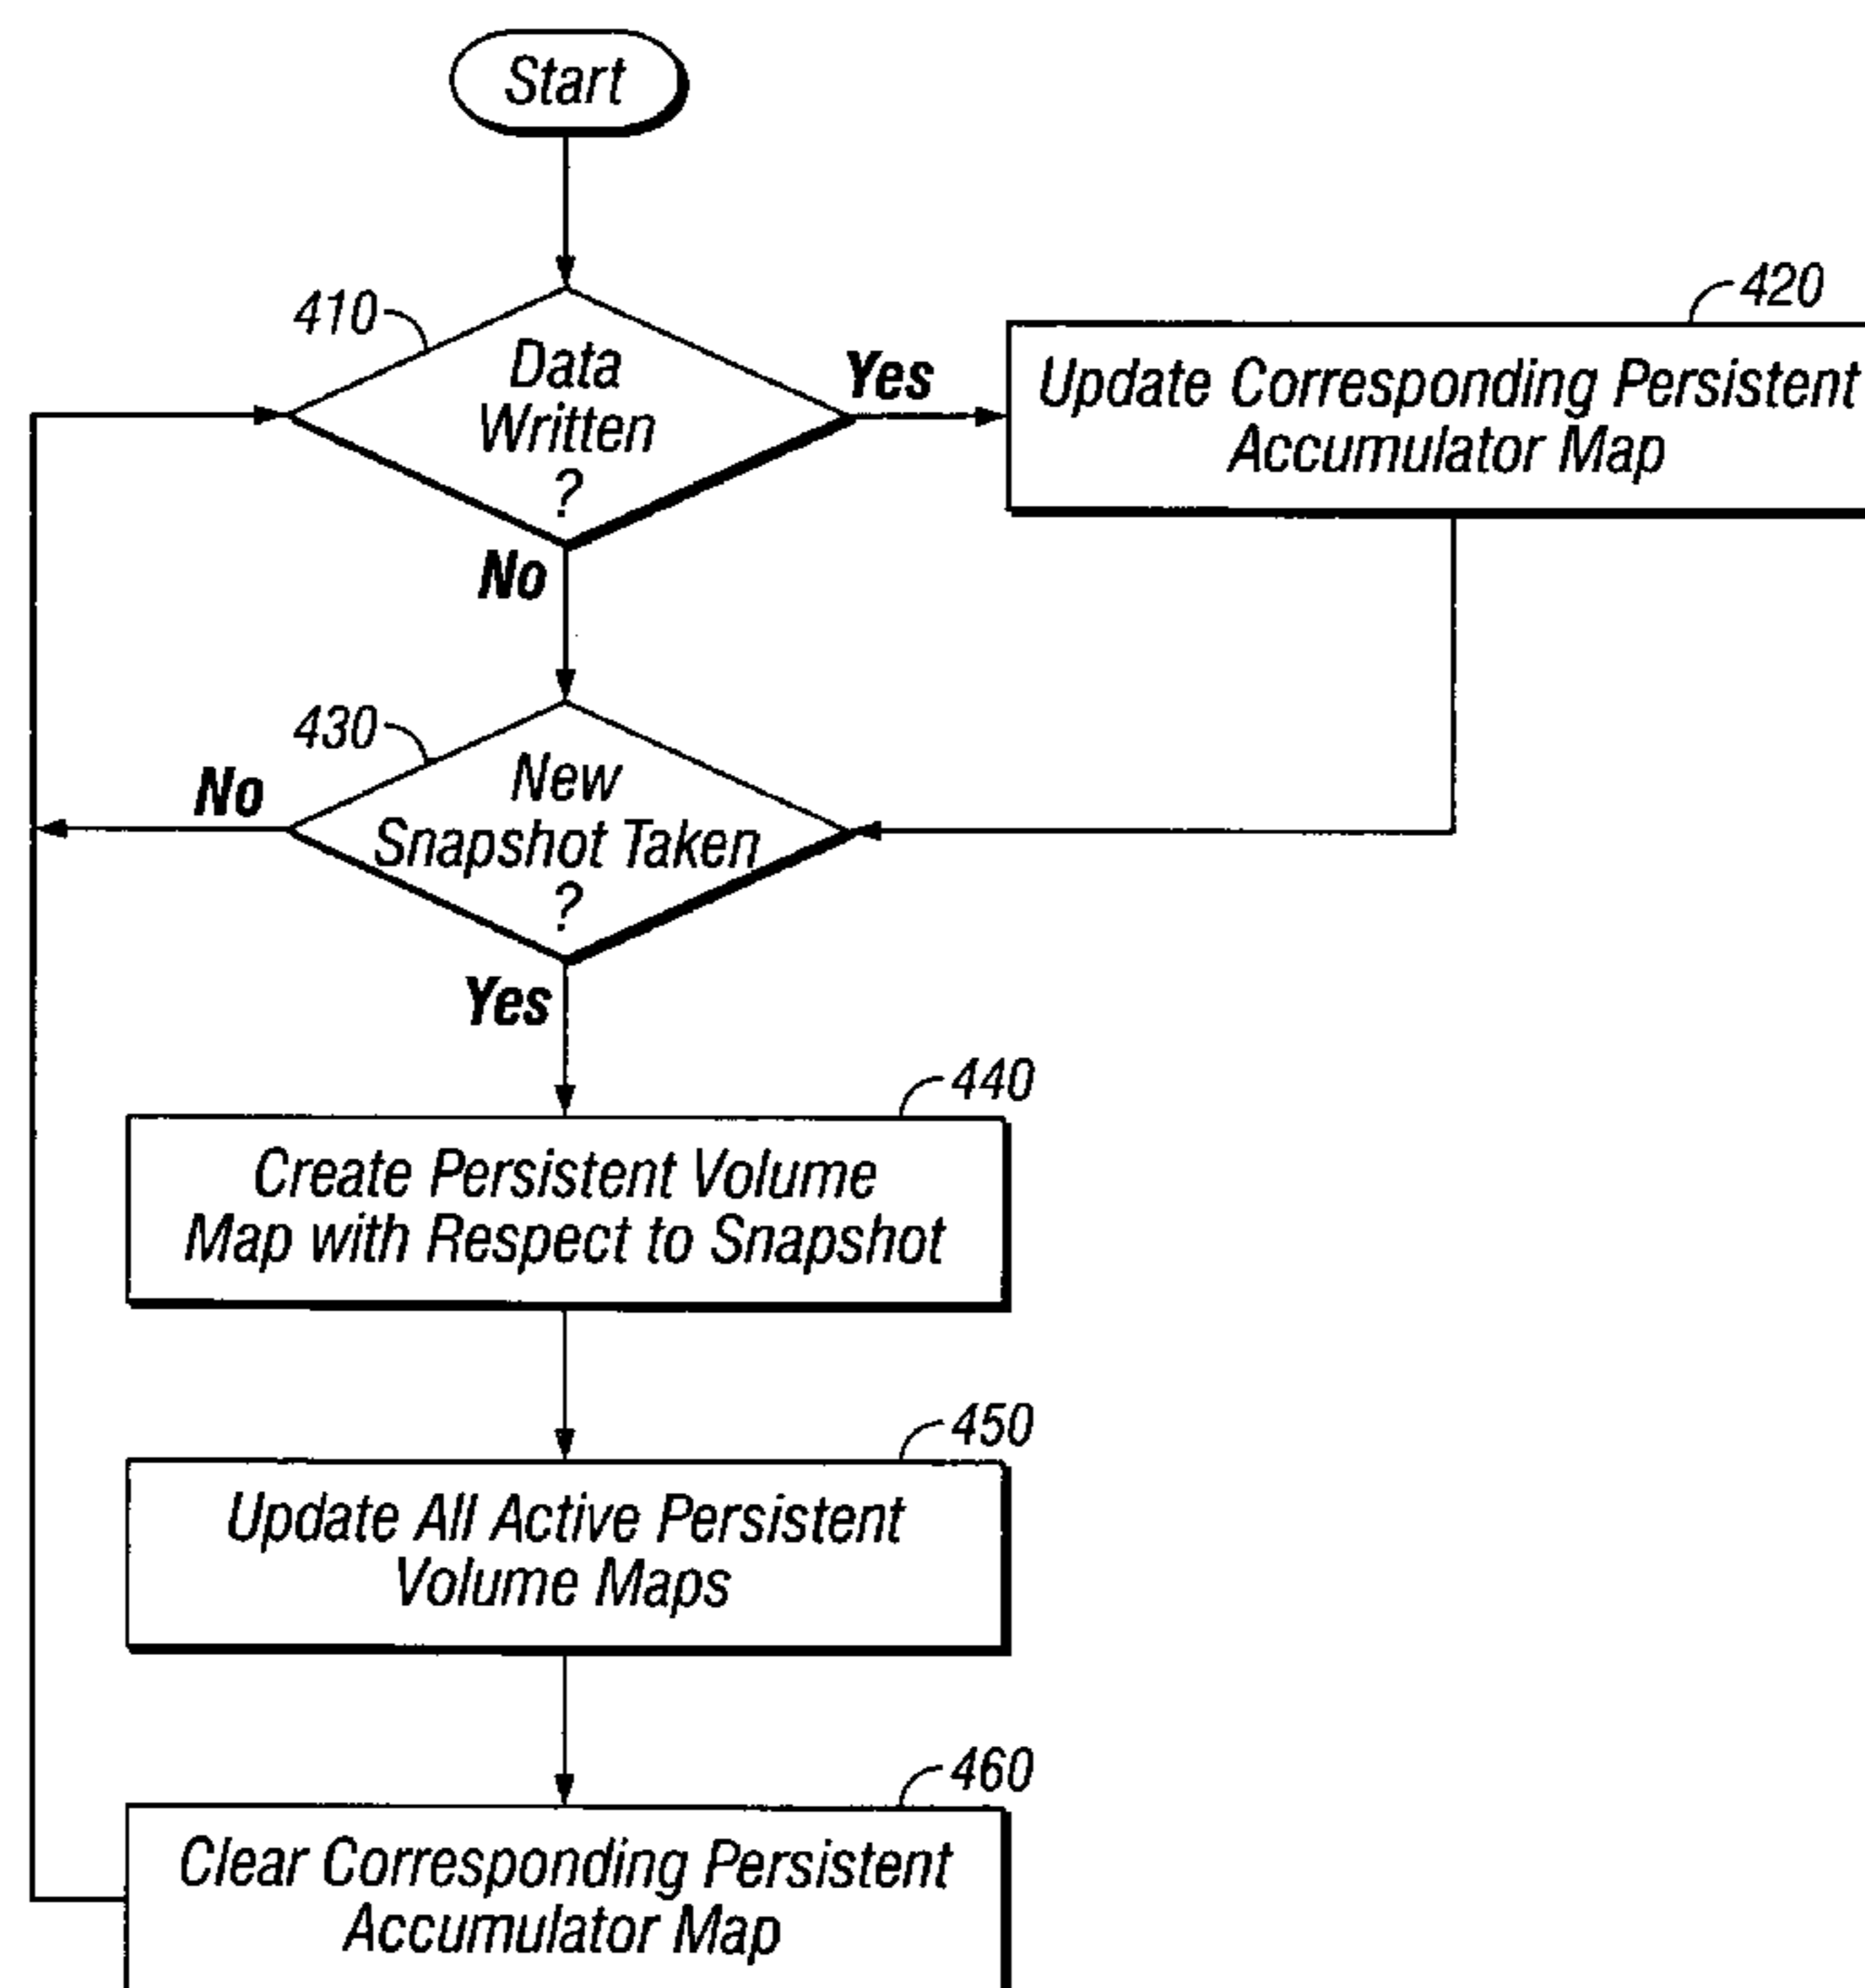 Start
410
Data
Written
?
Yes
420
Update Corresponding Persistent
Accumulator Map
No
430
New
Snapshot Taken
?
No
Yes
440
Create Persistent Volume
Map with Respect to Snapshot
450
Update All Active Persistent
Volume Maps
460
Clear Corresponding Persistent
Accumulator Map